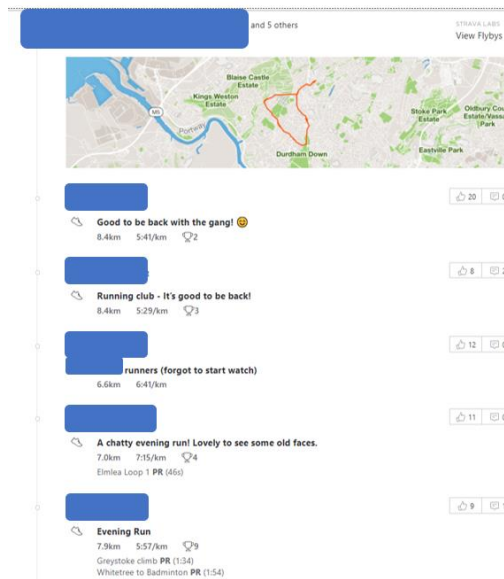 and 5 others
STRAVA LABS
View Flybys
Blaise Castle
Estate
Kings Weston
Estate
M5
Portway
Durdham Down
Stoke Park
Estate
Eastville Park
Park
Good to be back with the gang! 😊
20
8.4km 5:41/km 2
Running club - It's good to be back!
8
8.4km 5:29/km 3
runners (forgot to start watch)
12
6.6km 6:41/km
A chatty evening run! Lovely to see some old faces.
11
7.0km 7:15/km 4
Elmlea Loop 1 PR (46s)
Evening Run
9
7.9km 5:57/km 9
Greystoke climb PR (1:34)
Whitetree to Badminton PR (1:54)